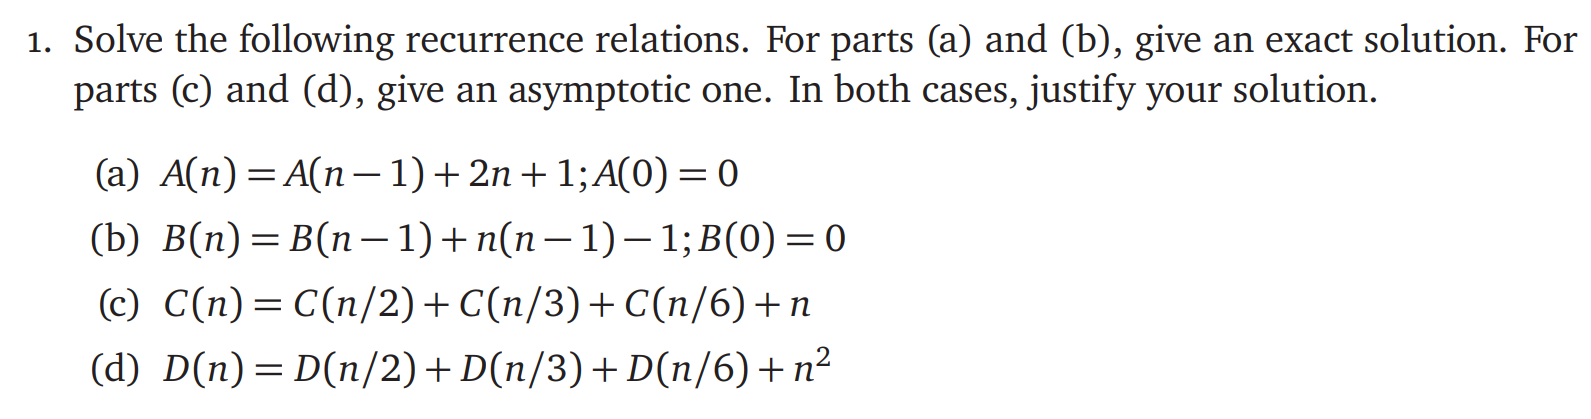 1. Solve the following recurrence relations. For parts (a) and (b), give an exact solution. For
parts (c) and (d), give an asymptotic one. In both cases, justify your solution.
(a) A(n) = A(n − 1) + 2n + 1; A(0) = 0
(b) B(n) = B(n − 1) + n(n − 1) − 1; B(0) = 0
(c) C(n) = C(n/2) + C(n/3) + C(n/6) + n
(d) D(n) = D(n/2) + D(n/3) + D(n/6) + n²